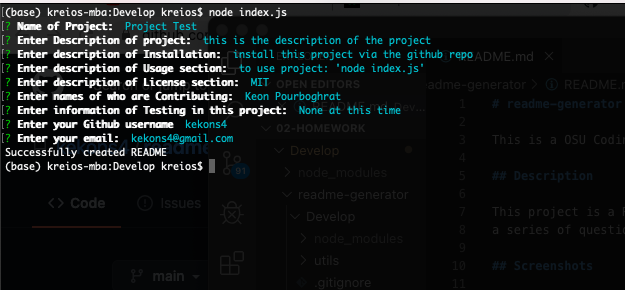 (base) kreios-mba:Develop kreios$ node index.js
[? Name of Project: Project Test
? Enter Description of project: this is the description of the project
[? Enter description of Installation: install this project via the github repo
[? Enter description of Usage section: to use project: 'node index.js'
? Enter description of License section: MIT
[? Enter names of who are Contributing: Keon Pourboghrat
[? Enter information of Testing in this project: None at this time
[? Enter your Github username kekons4
[? Enter your email: kekons4@gmail.com
Successfully created README
(base) kreios-mba:Develop kreios$
<> Code
Issues
main
91
OPEN EDITORS
02-HOMEWORK
Develop
node_modules
readme-generator
Develop
node_modules
utils
.gitignore
README.md
readme-generator > README.m
1 # readme-generator
2
3 This is a OSU Codin
4
5 ## Description
6
7 This project is a R
8 a series of questio
9
10 ## Screenshots
11